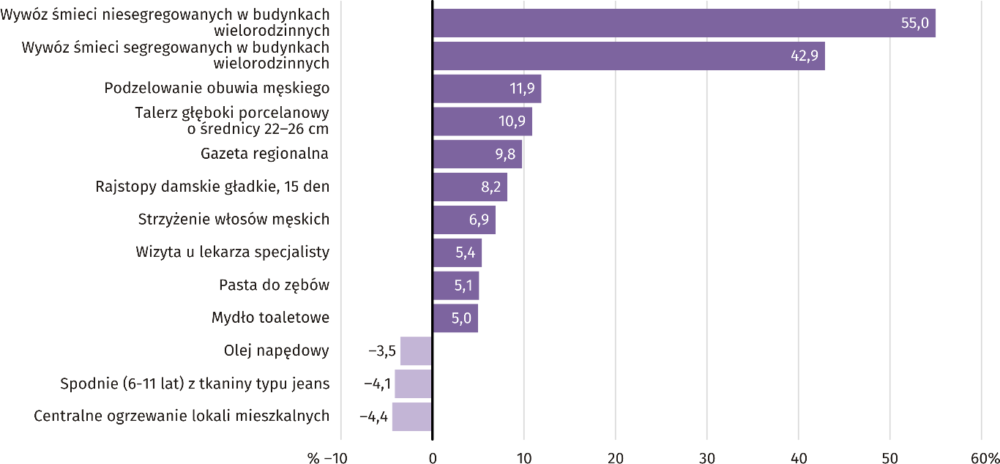 Wywóz śmieci niesegregowanych w budynkach
wielorodzinnych
55,0
Wywóz śmieci segregowanych w budynkach
wielorodzinnych
42,9
Podzelowanie obuwia męskiego
11,9
Talerz głęboki porcelanowy
o średnicy 22–26 cm
10,9
Gazeta regionalna
9,8
Rajstopy damskie gładkie, 15 den
8,2
Strzyżenie włosów męskich
6,9
Wizyta u lekarza specjalisty
5,4
Pasta do zębów
5,1
Mydło toaletowe
5,0
Olej napędowy
–3,5
Spodnie (6-11 lat) z tkaniny typu jeans
–4,1
Centralne ogrzewanie lokali mieszkalnych
–4,4
% –10 0 10 20 30 40 50 60%